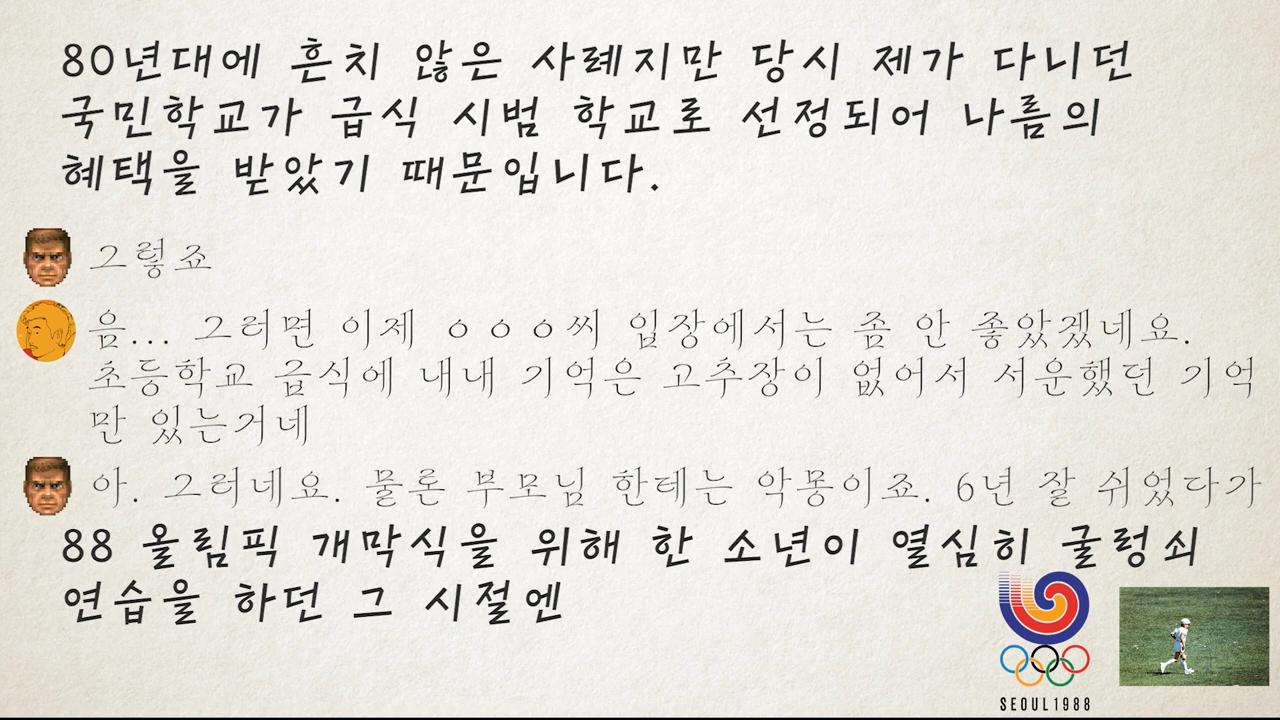 80년대에 흔치 않은 사례지만 당시 제가 다니던
국민학교가 급식 시범 학교로 선정되어 나름의
혜택을 받았기 때문입니다.
그렇죠
음... 그러면 이제 ㅇㅇㅇ씨 입장에서는 좀 안 좋았겠네요.
초등학교 급식에 내내 기억은 고추장이 없어서 서운했던 기억
만 있는거네
아. 그러네요. 물론 부모님 한테는 악몽이죠. 6년 잘 쉬었다가
88 올림픽 개막식을 위해 한 소년이 열심히 굴렁쇠
연습을 하던 그 시절엔
SEOUL1988